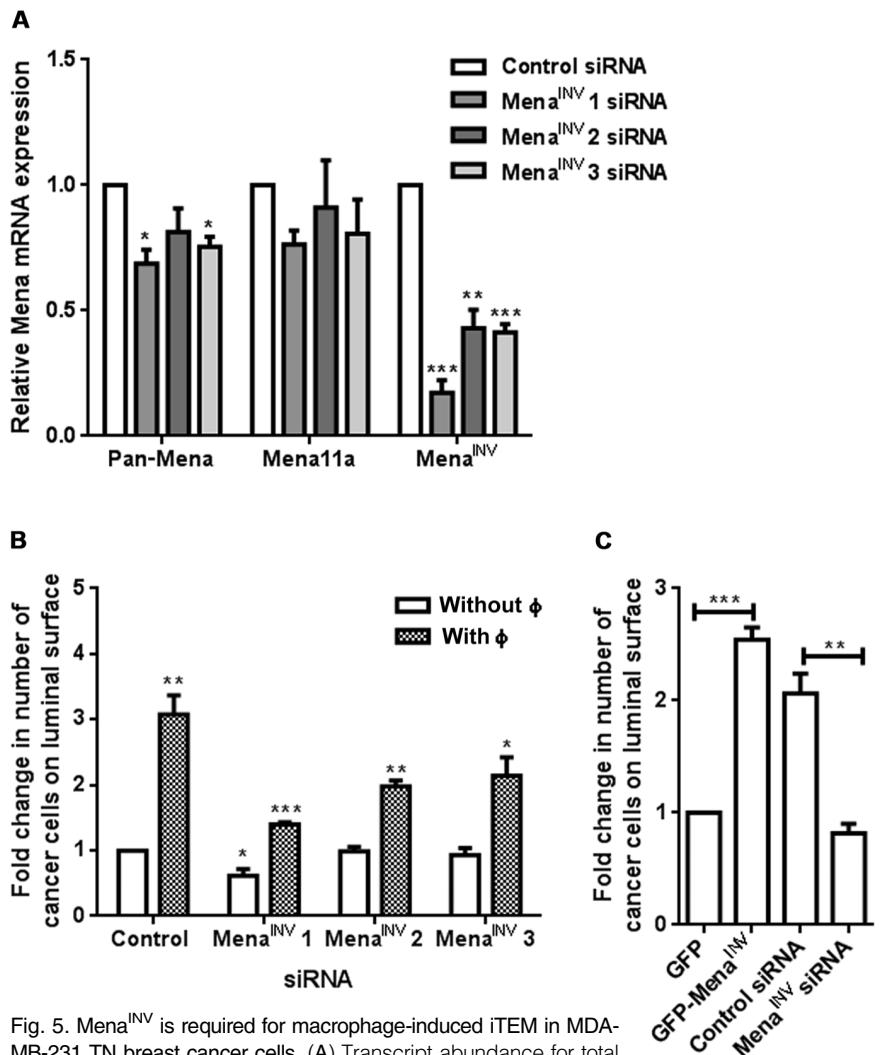 A
1.5
1.0
0.5
0.0
Relative Mena mRNA expression
Control siRNA
Mena^INV 1 siRNA
Mena^INV 2 siRNA
Mena^INV 3 siRNA
* * *** ** ***
Pan-Mena Mena11a Mena^INV
B
5
4
3
2
1
0
Fold change in number of
cancer cells on luminal surface
Without ϕ
With ϕ
** * *** ** *
Control Mena^INV 1 Mena^INV 2 Mena^INV 3
siRNA
C
3
2
1
0
Fold change in number of
cancer cells on luminal surface
*** **
GFP
GFP-Mena^INV
Control siRNA
Mena^INV siRNA
Fig. 5. Mena^INV is required for macrophage-induced iTEM in MDA-
MB-231 TN breast cancer cells. (A) Transcript abundance for total